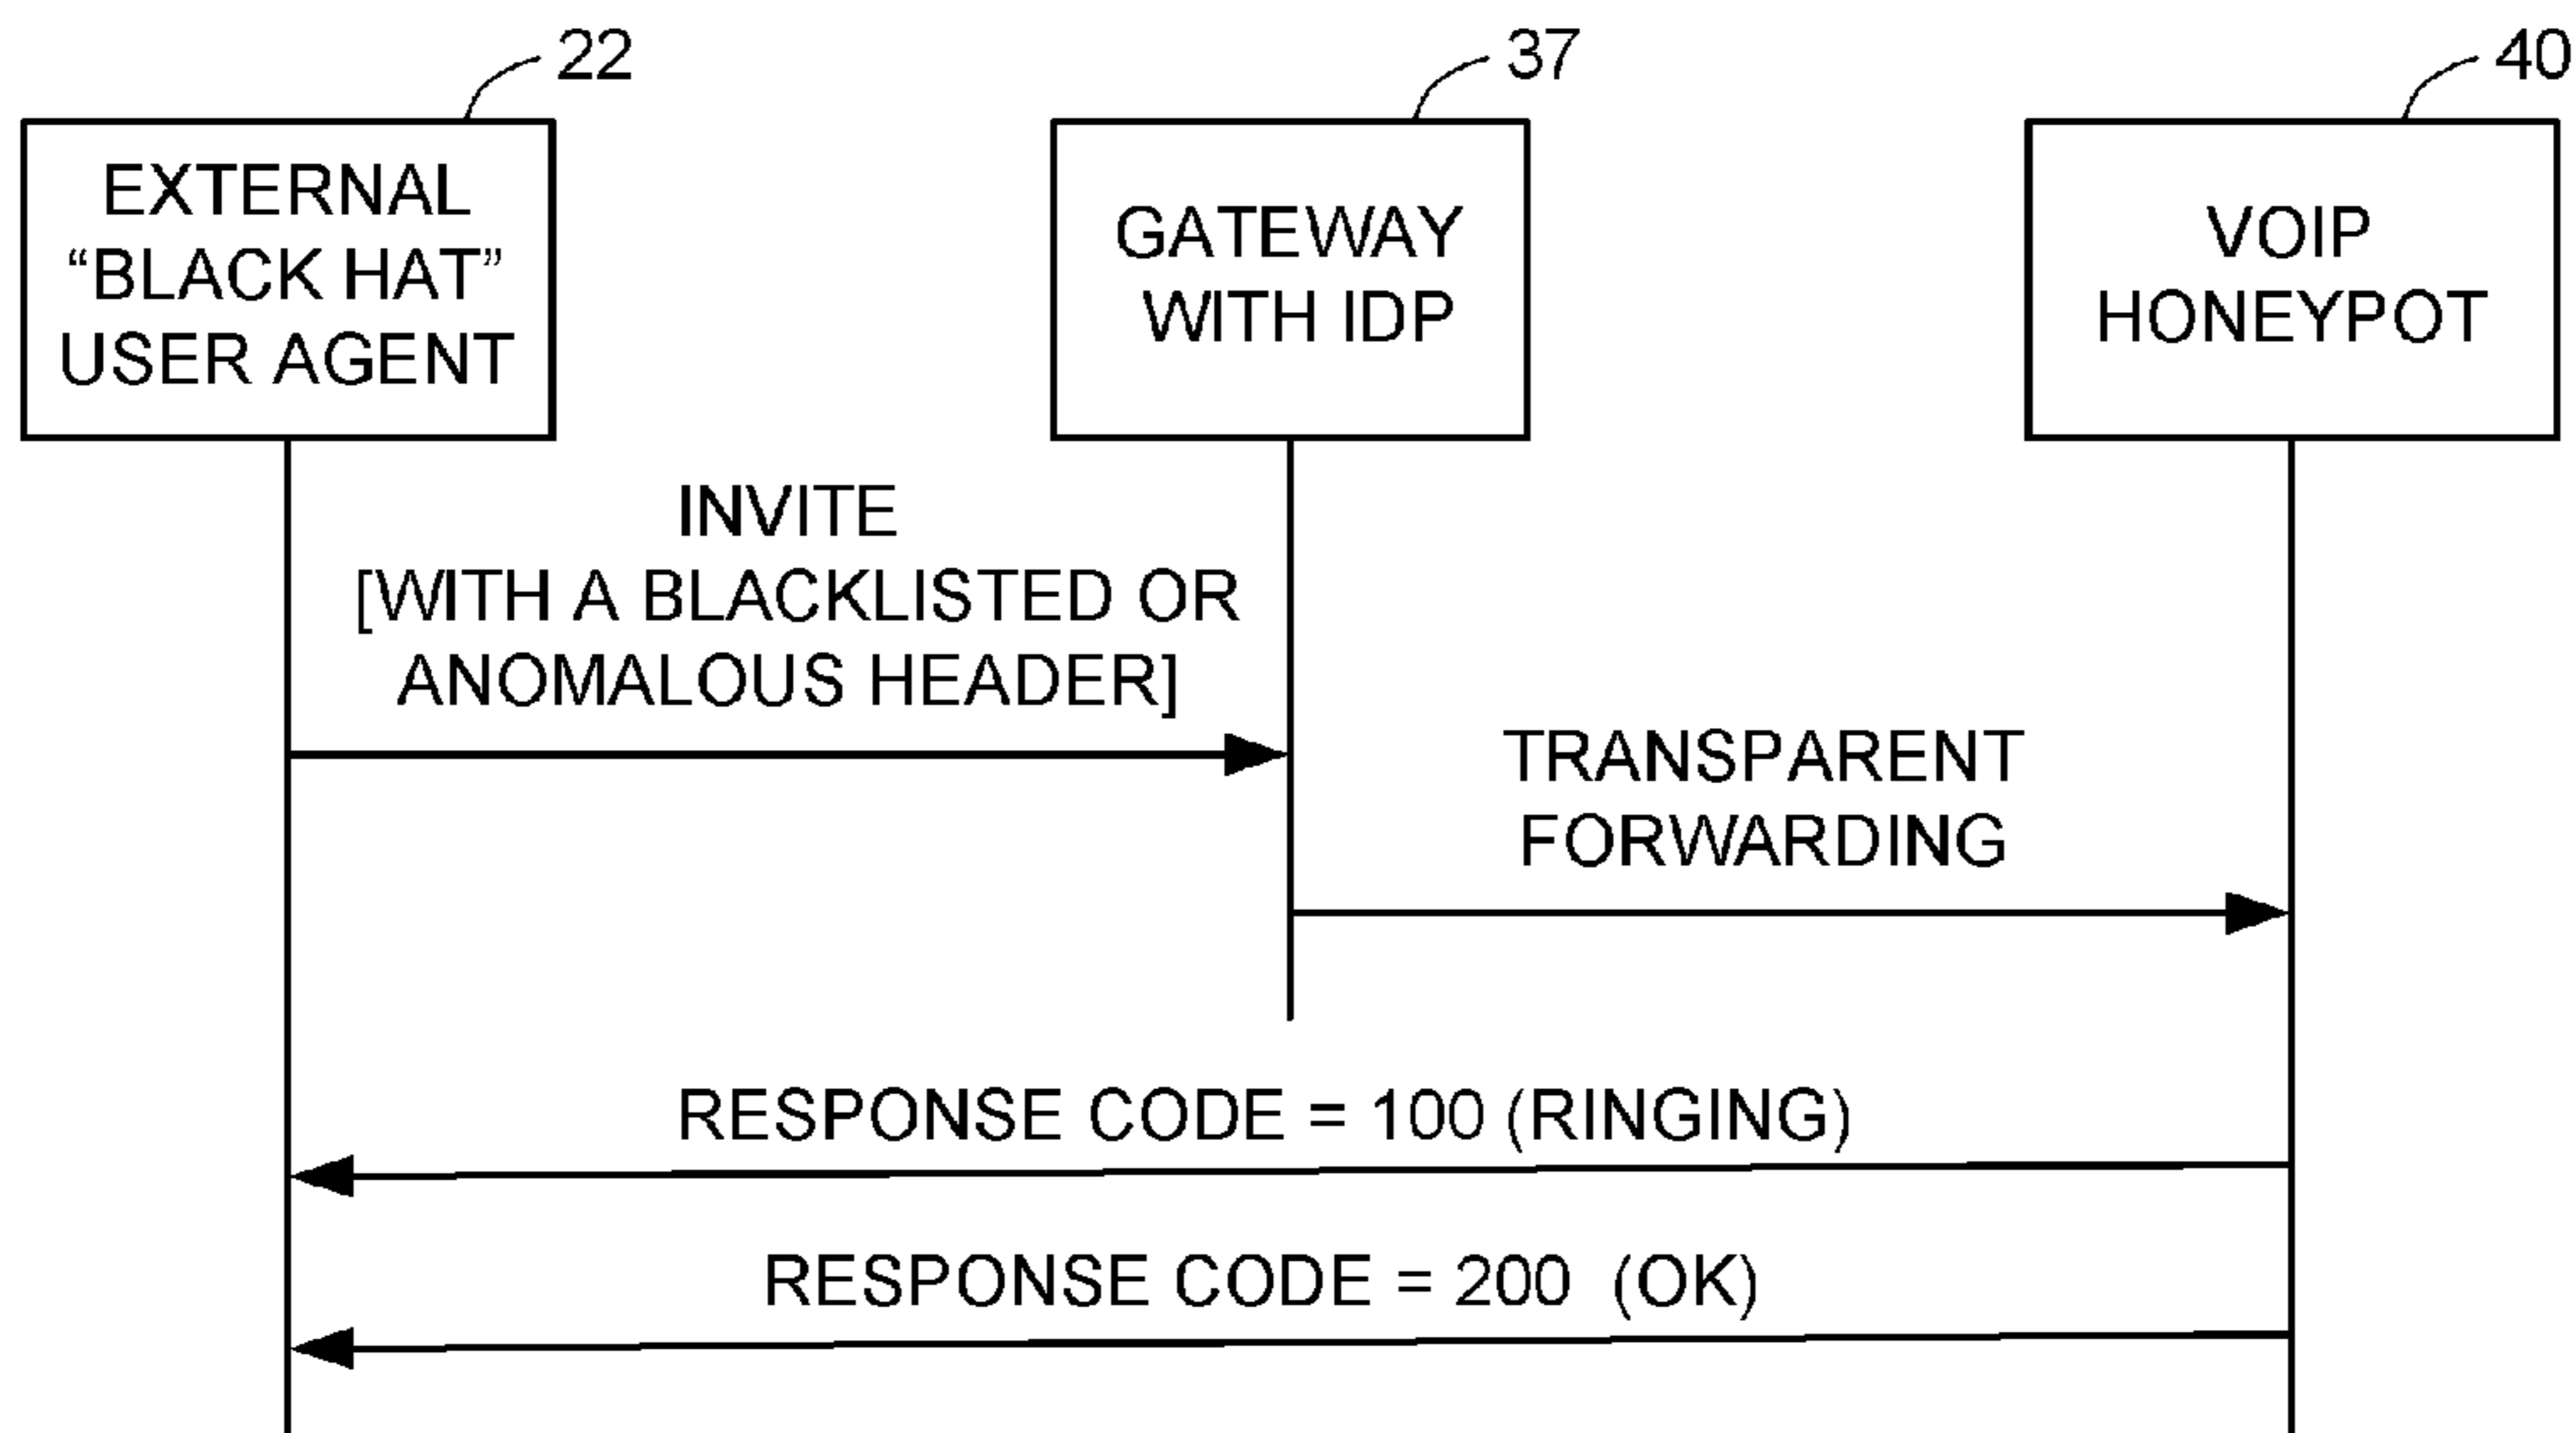 22
37
40
EXTERNAL
“BLACK HAT”
USER AGENT
GATEWAY
WITH IDP
VOIP
HONEYPOT
INVITE
[WITH A BLACKLISTED OR
ANOMALOUS HEADER]
TRANSPARENT
FORWARDING
RESPONSE CODE = 100 (RINGING)
RESPONSE CODE = 200 (OK)